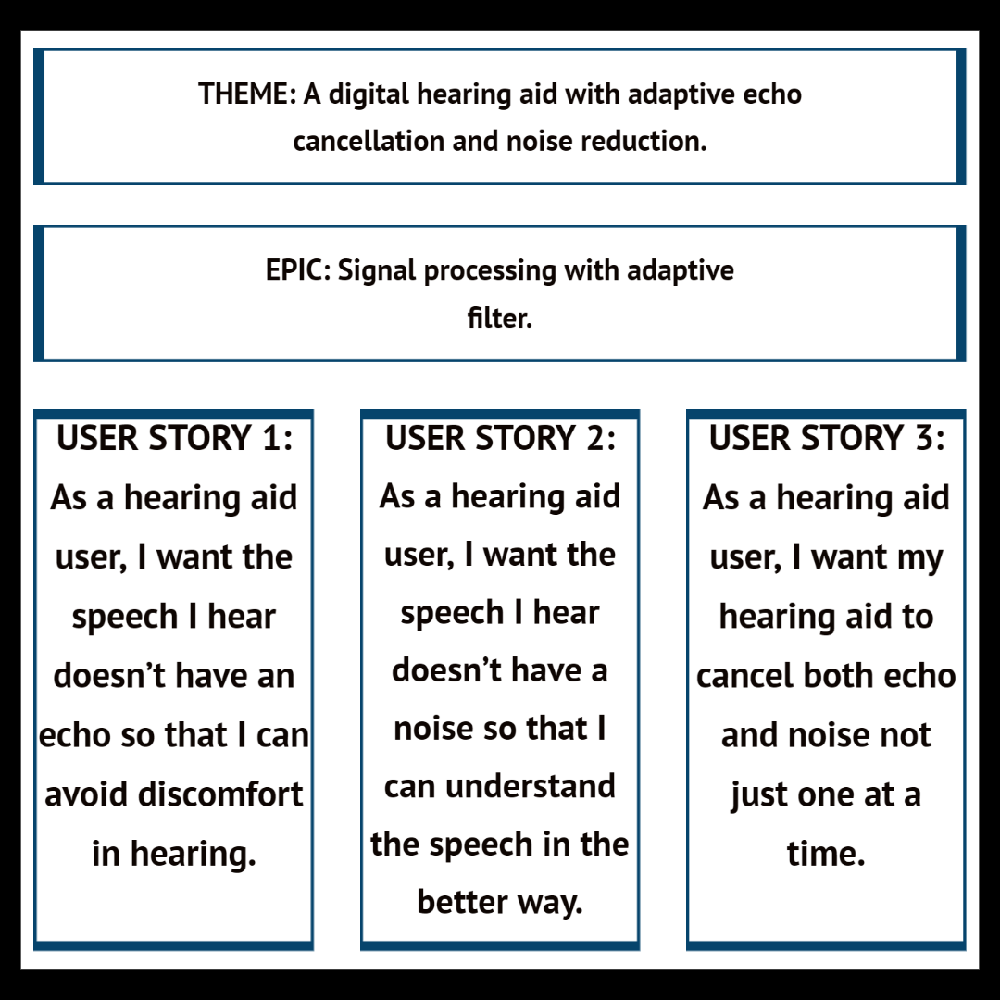 THEME: A digital hearing aid with adaptive echo
cancellation and noise reduction.
EPIC: Signal processing with adaptive
filter.
USER STORY 1:
As a hearing aid
user, I want the
speech I hear
doesn’t have an
echo so that I can
avoid discomfort
in hearing.
USER STORY 2:
As a hearing aid
user, I want the
speech I hear
doesn’t have a
noise so that I
can understand
the speech in the
better way.
USER STORY 3:
As a hearing aid
user, I want my
hearing aid to
cancel both echo
and noise not
just one at a
time.